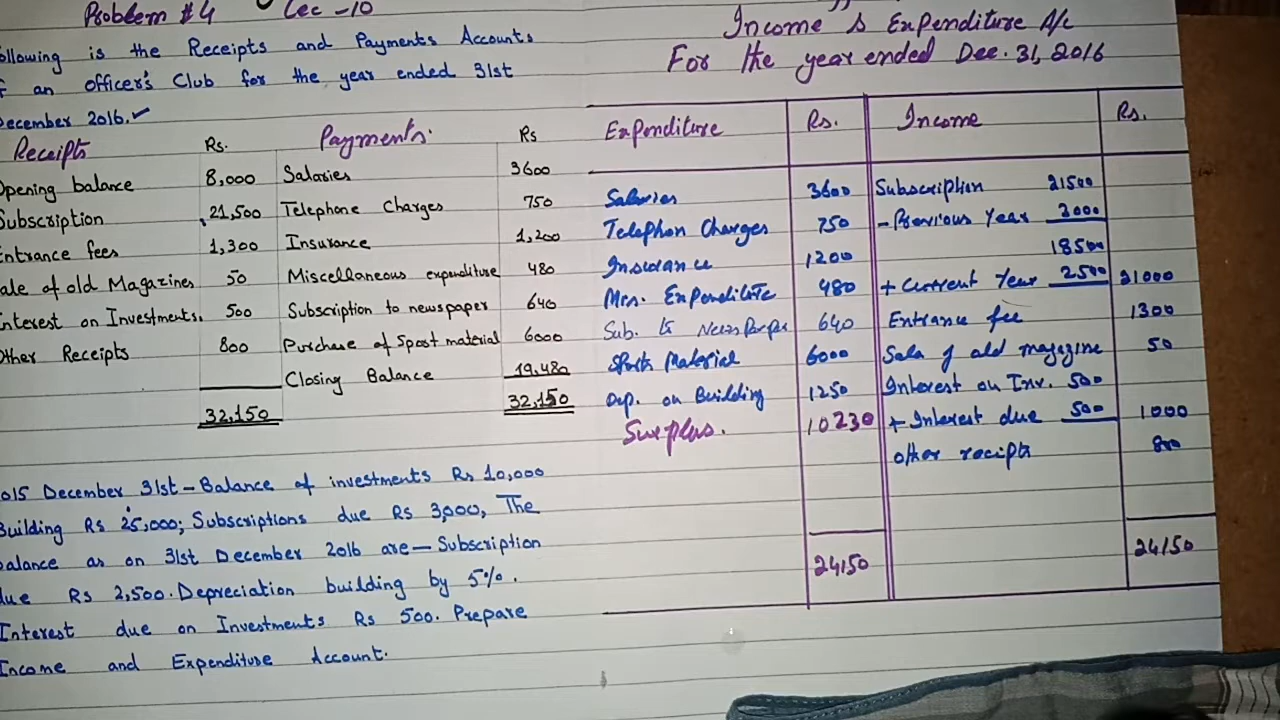 Problem #4 Lec-10
ollowing is the Receipts and Payments Accounts
f an officer's Club for the year ended 31st
December 2016.
Receipts Rs. Payments. Rs
Opening balance 8,000 Salaries 3600
Subscription 21,500 Telephone Charges 750
Entrance fees 1,300 Insurance 1,200
ale of old Magazines 50 Miscellaneous expenditure 480
Interest on Investments. 500 Subscription to newspaper 640
Other Receipts 800 Purchase of Spost material 6000
Closing Balance 19,480
32,150 32,150
015 December 31st - Balance of investments Rs 10,000
Building Rs 25,000; Subscriptions due Rs 3,000, The
balance as on 31st December 2016 are - Subscription
due Rs 2,500. Depreciation building by 5%.
Interest due on Investments Rs 500. Prepare
Income and Expenditure Account.
Income & Expenditure A/c
For the year ended Dec. 31, 2016
Expenditure Rs. Income Rs.
Salaries 3600 Subscription 21500
Telephon Charges 750 - Previous Year 3000
Insurance 1200 18500
Mis. Expenditute 480 + Current Year 2500 21000
Sub. to News Paper 640 Entrance fee 1300
Sports Material 6000 Sala of old magazine 50
Dep. on Building 1250 Interest on Inv. 500
Surplus. 10230 + Interest due 500 1000
other recipts 800
24150 24150